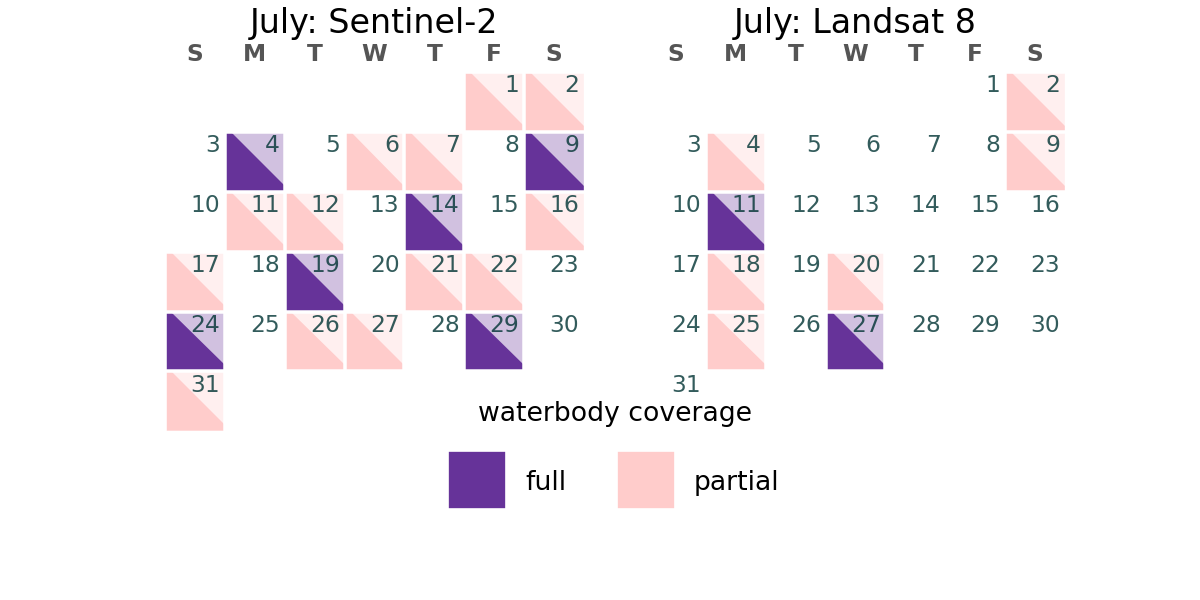 July: Sentinel-2
S M T W T F S
1 2
3 4 5 6 7 8 9
10 11 12 13 14 15 16
17 18 19 20 21 22 23
24 25 26 27 28 29 30
31
July: Landsat 8
S M T W T F S
1 2
3 4 5 6 7 8 9
10 11 12 13 14 15 16
17 18 19 20 21 22 23
24 25 26 27 28 29 30
31
waterbody coverage
full partial